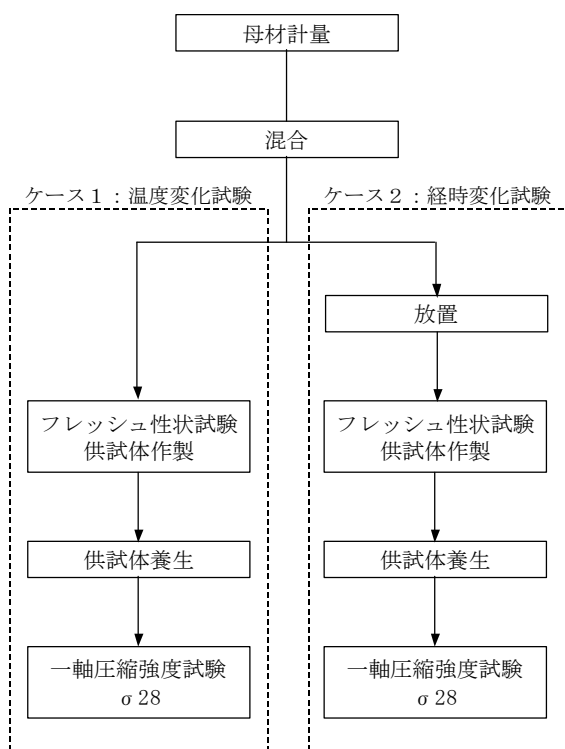 母材計量
混合
ケース１：温度変化試験
フレッシュ性状試験
供試体作製
供試体養生
一軸圧縮強度試験
σ28
ケース２：経時変化試験
放置
フレッシュ性状試験
供試体作製
供試体養生
一軸圧縮強度試験
σ28